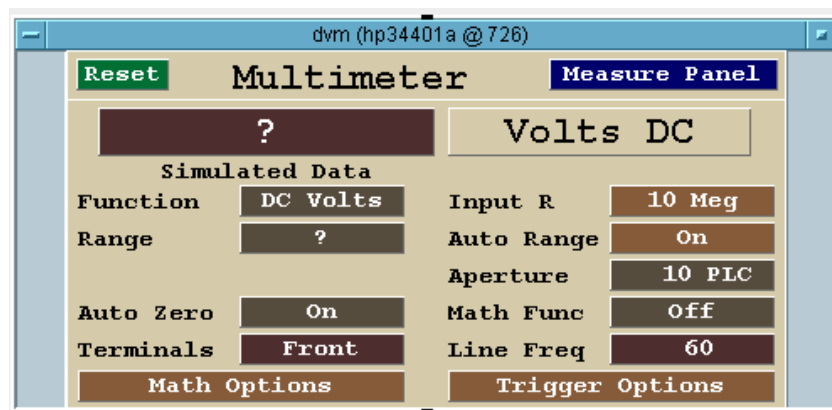 dvm (hp34401a @ 726)
Reset Multimeter Measure Panel
? Volts DC
Simulated Data
Function DC Volts Input R 10 Meg
Range ? Auto Range On
Aperture 10 PLC
Auto Zero On Math Func Off
Terminals Front Line Freq 60
Math Options Trigger Options